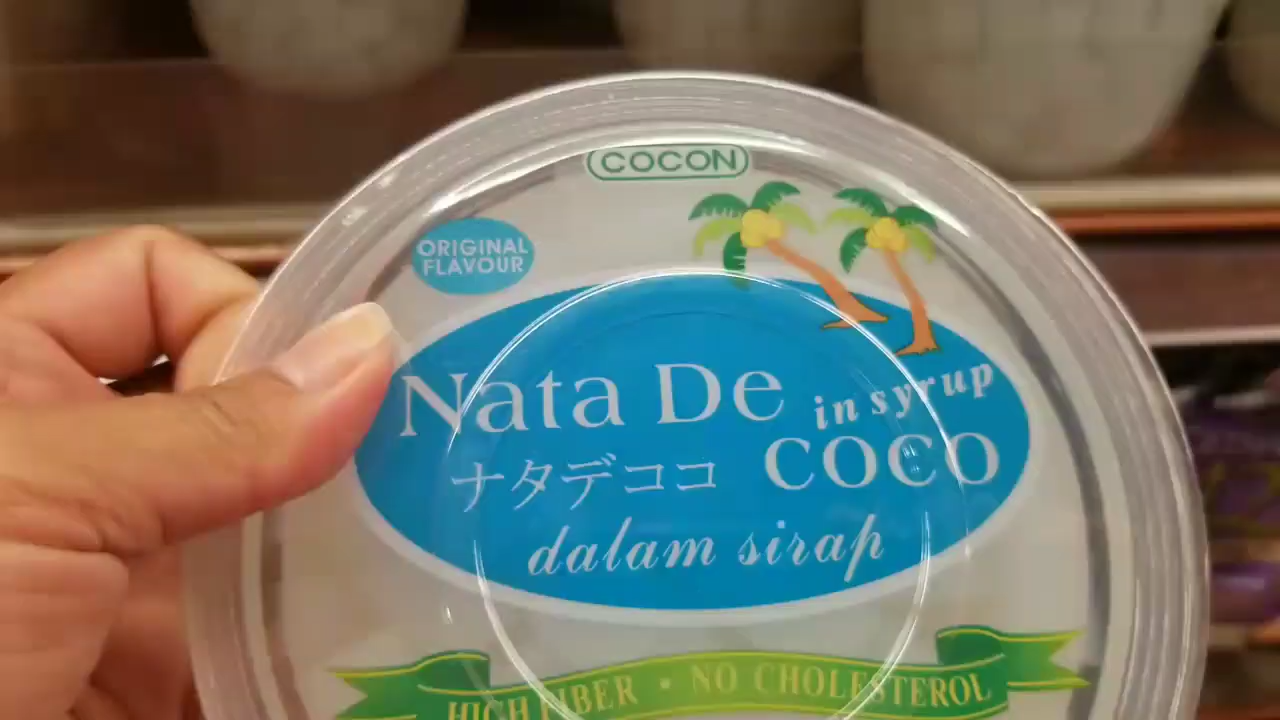 COCON
ORIGINAL
FLAVOUR
Nata De
in syrup
ナタデココ COCO
dalam sirap
HIGH FIBER • NO CHOLESTEROL